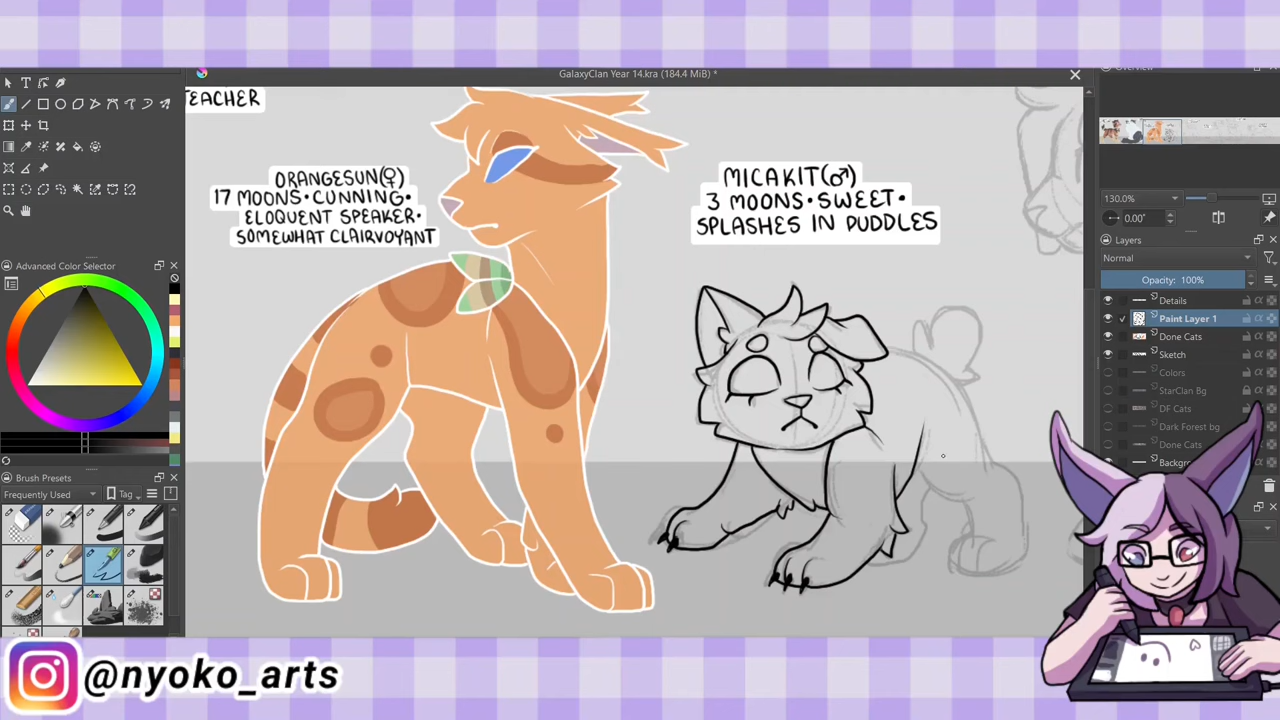 GalaxyClan Year 14.kra (184.4 MiB) *
TEACHER
ORANGESUN(♀)
17 MOONS•CUNNING•
ELOQUENT SPEAKER•
SOMEWHAT CLAIRVOYANT
MICAKIT(♂)
3 MOONS•SWEET•
SPLASHES IN PUDDLES
Advanced Color Selector
Brush Presets
Frequently Used
Tag
130.0%
0.00°
Layers
Normal
Opacity: 100%
Details
Paint Layer 1
Done Cats
Sketch
Colors
StarClan Bg
DF Cats
Dark Forest bg
Done Cats
@nyoko_arts